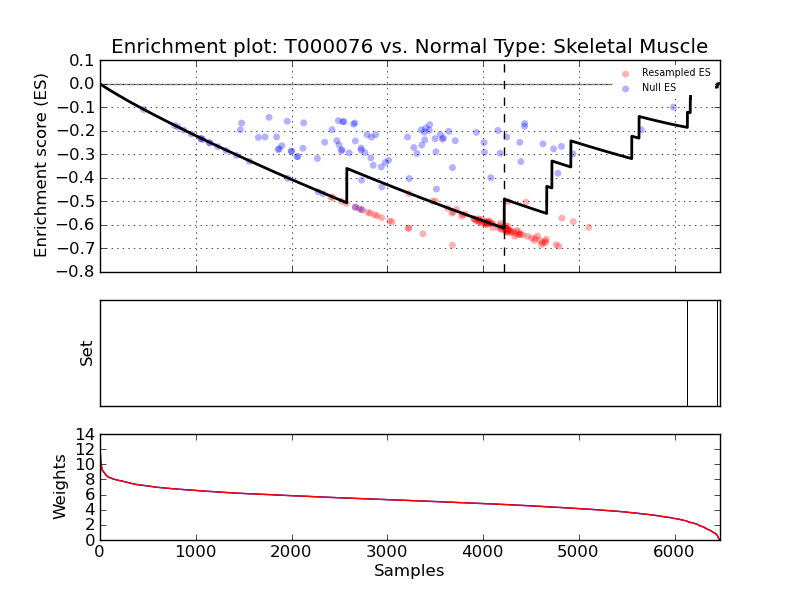 Enrichment plot: T000076 vs. Normal Type: Skeletal Muscle
Enrichment score (ES)
0.1
0.0
−0.1
−0.2
−0.3
−0.4
−0.5
−0.6
−0.7
−0.8
Resampled ES
Null ES
Set
Weights
14
12
10
8
6
4
2
0
0 1000 2000 3000 4000 5000 6000
Samples